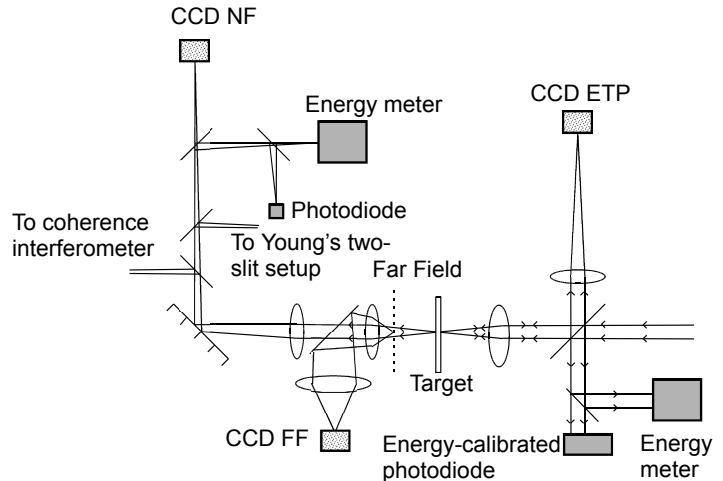 CCD NF
Energy meter
CCD ETP
Photodiode
To coherence
interferometer
To Young's two-
slit setup
Far Field
Target
CCD FF
Energy-calibrated
photodiode
Energy
meter